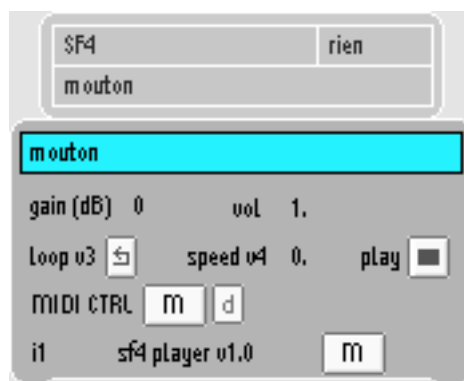 SF4 rien
mouton
mouton
gain (dB) 0 vol 1.
Loop v3 speed v4 0. play
MIDI CTRL m d
i1 sf4 player v1.0 m